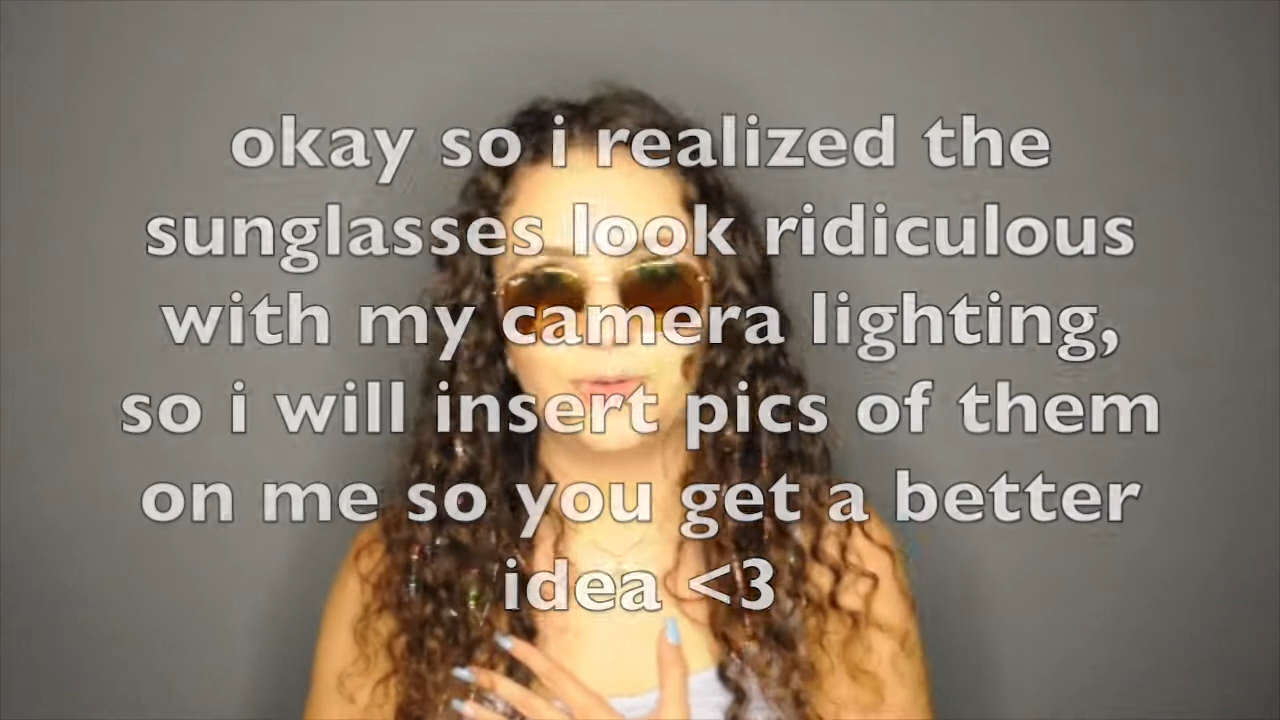 okay so i realized the
sunglasses look ridiculous
with my camera lighting,
so i will insert pics of them
on me so you get a better
idea <3